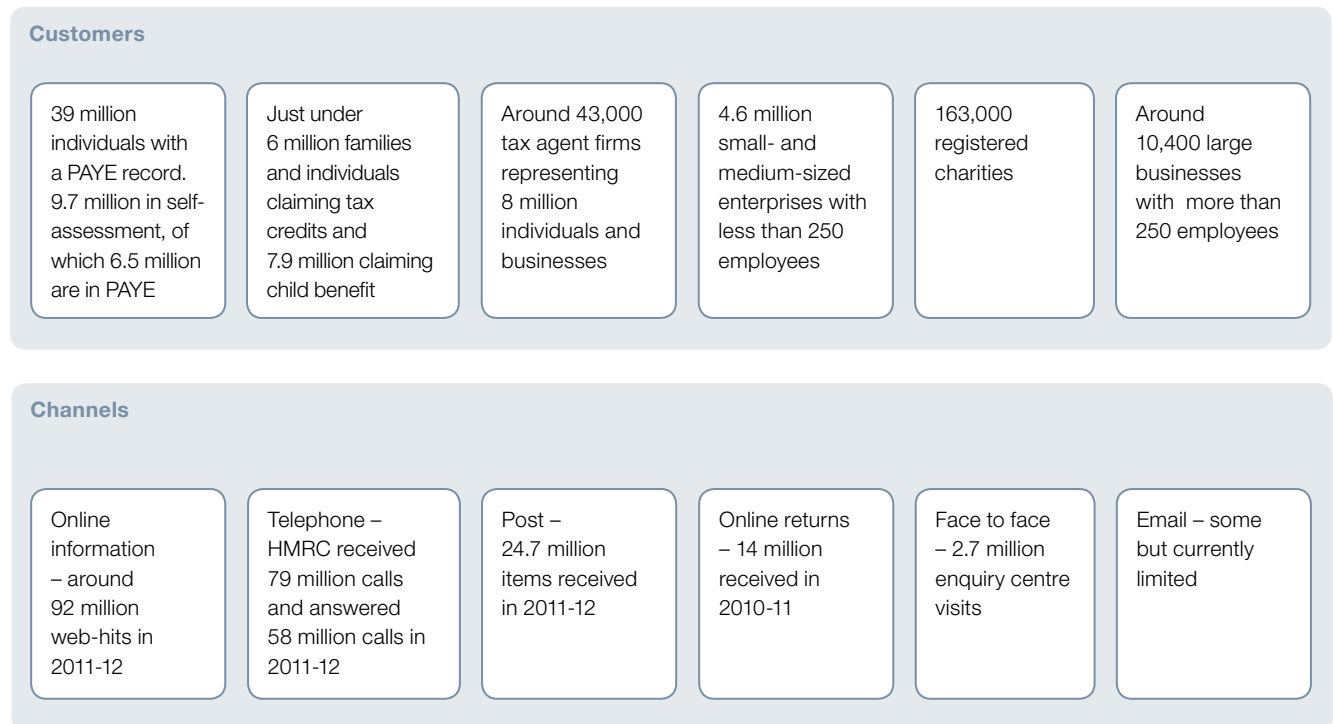 Customers
39 million
individuals with
a PAYE record.
9.7 million in self-
assessment, of
which 6.5 million
are in PAYE
Just under
6 million families
and individuals
claiming tax
credits and
7.9 million claiming
child benefit
Around 43,000
tax agent firms
representing
8 million
individuals and
businesses
4.6 million
small- and
medium-sized
enterprises with
less than 250
employees
163,000
registered
charities
Around
10,400 large
businesses
with  more than
250 employees
Channels
Online
information
– around
92 million
web-hits in
2011-12
Telephone –
HMRC received
79 million calls
and answered
58 million calls in
2011-12
Post –
24.7 million
items received
in 2011-12
Online returns
– 14 million
received in
2010-11
Face to face
– 2.7 million
enquiry centre
visits
Email – some
but currently
limited